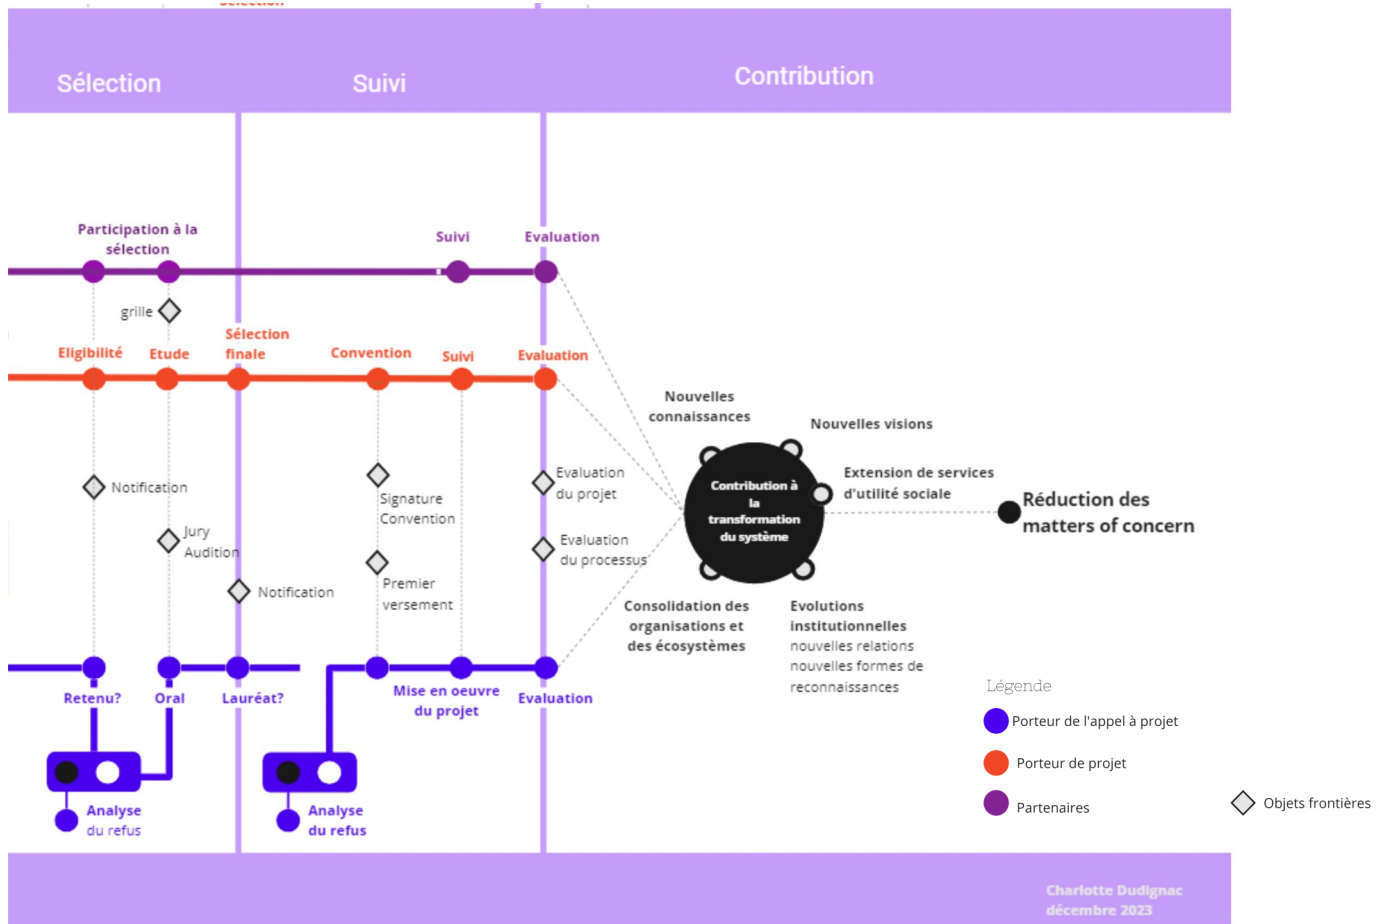 Sélection
Sélection
Suivi
Contribution
Participation à la
sélection
Suivi
Evaluation
grille
Eligibilité
Etude
Sélection
finale
Convention
Suivi
Evaluation
Notification
Jury
Audition
Notification
Signature
Convention
Premier
versement
Evaluation
du projet
Evaluation
du processus
Retenu?
Oral
Lauréat?
Mise en oeuvre
du projet
Evaluation
Analyse
du refus
Analyse
du refus
Nouvelles
connaissances
Nouvelles visions
Extension de services
d'utilité sociale
Contribution à
la
transformation
du système
Réduction des
matters of concern
Consolidation des
organisations et
des écosystèmes
Evolutions
institutionnelles
nouvelles relations
nouvelles formes de
reconnaissances
Légende
Porteur de l'appel à projet
Porteur de projet
Partenaires
Objets frontières
Charlotte Dudignac
décembre 2023